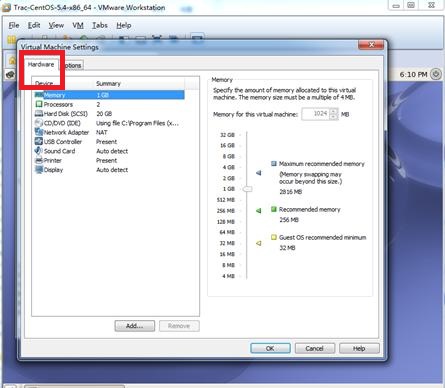 Trac-CentOS-5.4-x86_64 - VMware Workstation
File Edit View VM Tabs Help
Virtual Machine Settings
6:10 PM
Hardware
Options
Device Summary
Memory 1 GB
Processors 2
Hard Disk (SCSI) 20 GB
CD/DVD (IDE) Using file C:\Program Files (x...
Network Adapter NAT
USB Controller Present
Sound Card Auto detect
Printer Present
Display Auto detect
Add...
Remove
Memory
Specify the amount of memory allocated to this virtual
machine. The memory size must be a multiple of 4 MB.
Memory for this virtual machine: 1024 MB
32 GB
16 GB
8 GB
4 GB
2 GB
1 GB
512 MB
256 MB
128 MB
64 MB
32 MB
16 MB
8 MB
4 MB
Maximum recommended memory
(Memory swapping may
occur beyond this size.)
2816 MB
Recommended memory
256 MB
Guest OS recommended minimum
32 MB
OK
Cancel
Help